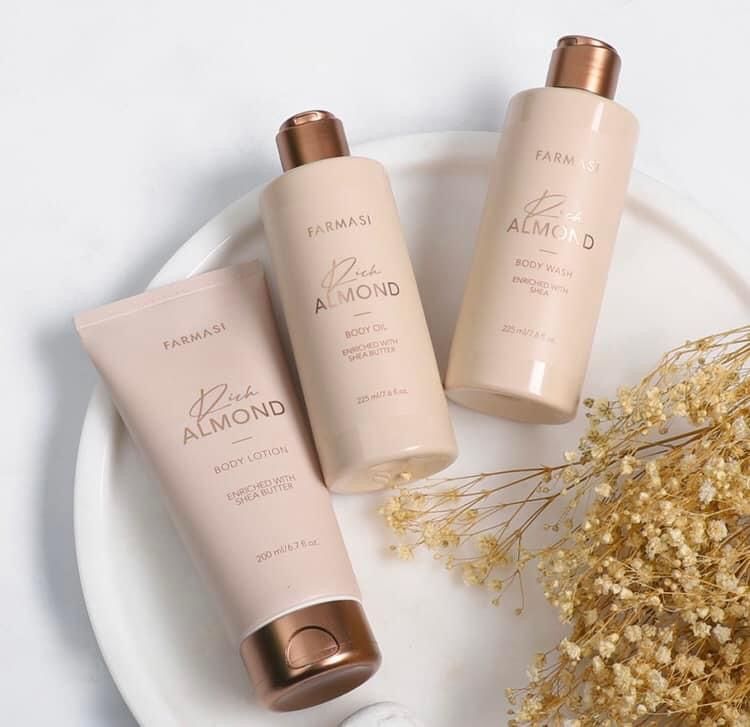 FARMASI
Rich
ALMOND
BODY LOTION
ENRICHED WITH
SHEA BUTTER
200 ml/6.7 fl oz.
FARMASI
Rich
ALMOND
BODY OIL
ENRICHED WITH
SHEA BUTTER
225 ml/7.6 fl oz.
FARMASI
Rich
ALMOND
BODY WASH
ENRICHED WITH
SHEA
225 ml/7.6 fl oz.